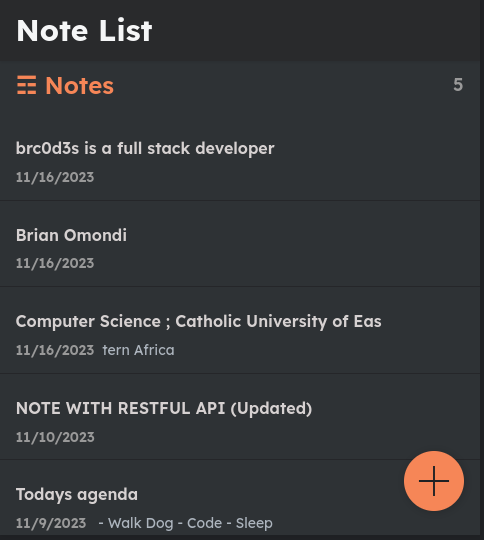 Note List
☶ Notes 5
brc0d3s is a full stack developer
11/16/2023
Brian Omondi
11/16/2023
Computer Science ; Catholic University of Eas
11/16/2023 tern Africa
NOTE WITH RESTFUL API (Updated)
11/10/2023
Todays agenda
11/9/2023 - Walk Dog - Code - Sleep